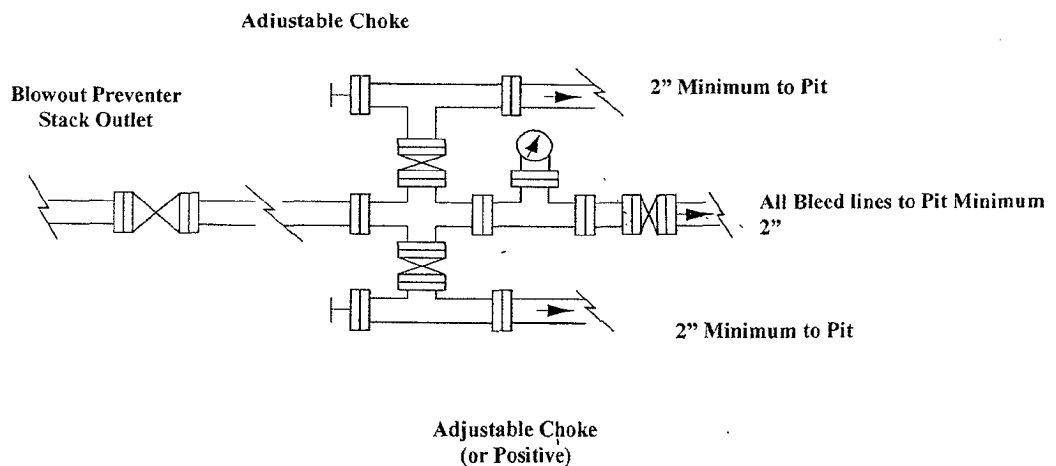 Adiustable Choke
Blowout Preventer
Stack Outlet
2” Minimum to Pit
All Bleed lines to Pit Minimum
2”
2” Minimum to Pit
Adjustable Choke
(or Positive)